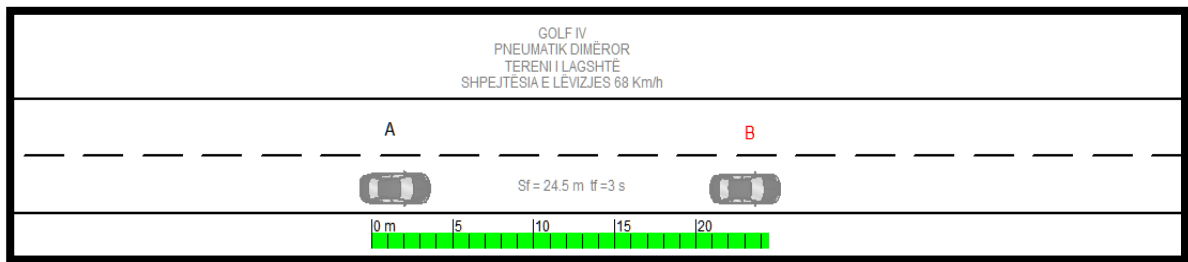 GOLF IV
PNEUMATIK DIMËROR
TERENI I LAGSHTË
SHPEJTËSIA E LËVIZJES 68 Km/h
A
B
Sf = 24.5 m tf =3 s
0 m 5 10 15 20